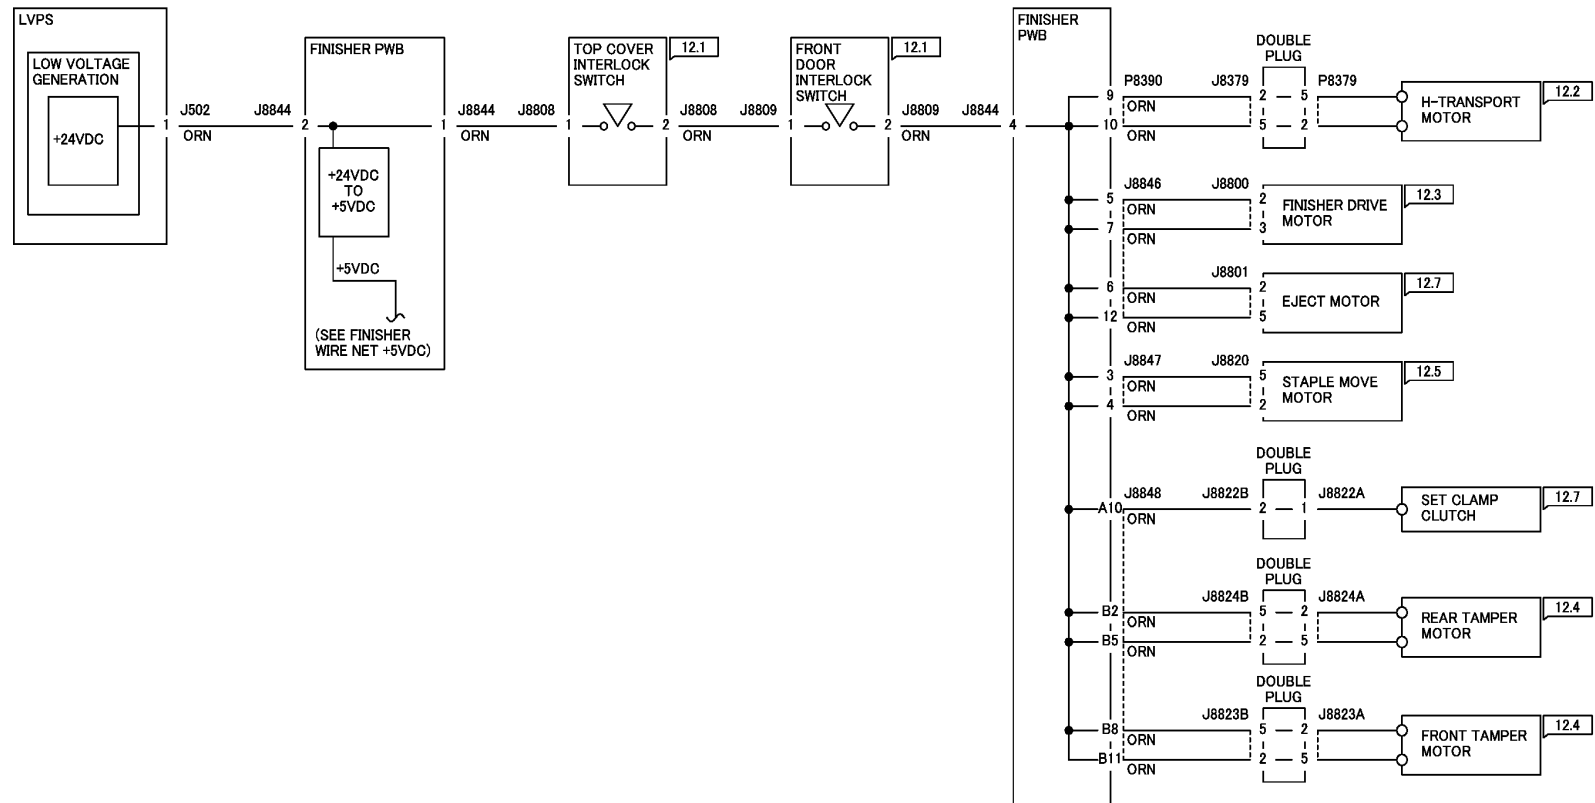 LVPS
LOW VOLTAGE
GENERATION
+24VDC
1
J502
ORN
J8844
2
FINISHER PWB
+24VDC
TO
+5VDC
+5VDC
(SEE FINISHER
WIRE NET +5VDC)
1
J8844
ORN
J8808
1
TOP COVER
INTERLOCK
SWITCH
12.1
2
J8808
ORN
J8809
1
FRONT
DOOR
INTERLOCK
SWITCH
12.1
2
J8809
ORN
J8844
4
FINISHER
PWB
DOUBLE
PLUG
P8390 J8379 P8379
9 ORN 2 5
10 ORN 5 2
H-TRANSPORT
MOTOR
12.2
J8846 J8800
5 ORN 2
7 ORN 3
FINISHER DRIVE
MOTOR
12.3
J8801
6 ORN 2
12 ORN 5
EJECT MOTOR
12.7
J8847 J8820
3 ORN 5
4 ORN 2
STAPLE MOVE
MOTOR
12.5
DOUBLE
PLUG
J8848 J8822B J8822A
A10 ORN 2 1
SET CLAMP
CLUTCH
12.7
DOUBLE
PLUG
J8824B J8824A
B2 ORN 5 2
B5 ORN 2 5
REAR TAMPER
MOTOR
12.4
DOUBLE
PLUG
J8823B J8823A
B8 ORN 5 2
B11 ORN 2 5
FRONT TAMPER
MOTOR
12.4